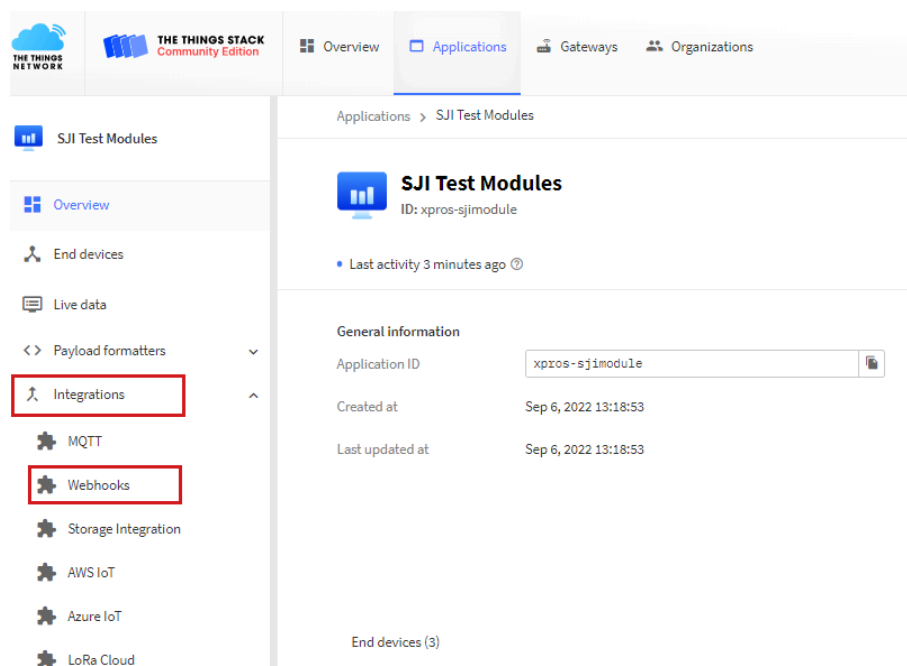 THE THINGS
NETWORK
THE THINGS STACK
Community Edition
Overview
Applications
Gateways
Organizations
SJI Test Modules
Overview
End devices
Live data
Payload formatters
Integrations
MQTT
Webhooks
Storage Integration
AWS IoT
Azure IoT
LoRa Cloud
Applications > SJI Test Modules
SJI Test Modules
ID: xpros-sjimodule
Last activity 3 minutes ago
General information
Application ID xpros-sjimodule
Created at Sep 6, 2022 13:18:53
Last updated at Sep 6, 2022 13:18:53
End devices (3)